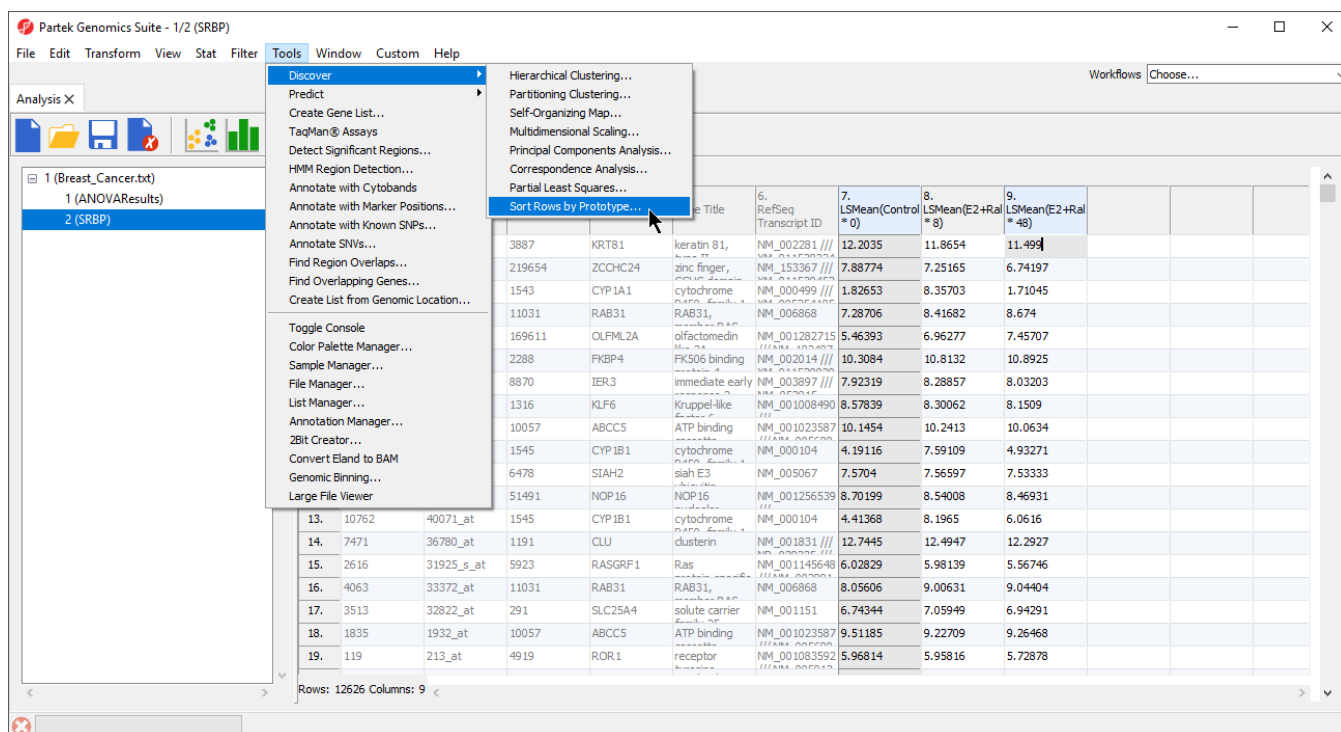 Partek Genomics Suite - 1/2 (SRBP)
File Edit Transform View Stat Filter Tools Window Custom Help
Workflows Choose...
Analysis X
Discover
Predict
Create Gene List...
TaqMan® Assays
Detect Significant Regions...
HMM Region Detection...
Annotate with Cytobands
Annotate with Marker Positions...
Annotate with Known SNPs...
Annotate SNVs...
Find Region Overlaps...
Find Overlapping Genes...
Create List from Genomic Location...
Toggle Console
Color Palette Manager...
Sample Manager...
File Manager...
List Manager...
Annotation Manager...
2Bit Creator...
Convert Eland to BAM
Genomic Binning...
Large File Viewer
Hierarchical Clustering...
Partitioning Clustering...
Self-Organizing Map...
Multidimensional Scaling...
Principal Components Analysis...
Correspondence Analysis...
Partial Least Squares...
Sort Rows by Prototype...
1 (Breast_Cancer.txt)
1 (ANOVAResults)
2 (SRBP)
Title 6. RefSeq Transcript ID 7. LSMean(Control * 0) 8. LSMean(E2+Ral * 8) 9. LSMean(E2+Ral * 48)
3887 KRT81 keratin 81, NM_002281 /// 12.2035 11.8654 11.499
219654 ZCCHC24 zinc finger, NM_153367 /// 7.88774 7.25165 6.74197
1543 CYP1A1 cytochrome NM_000499 /// 1.82653 8.35703 1.71045
11031 RAB31 RAB31, NM_006868 7.28706 8.41682 8.674
169611 OLFML2A olfactomedin NM_001282715 5.46393 6.96277 7.45707
2288 FKBP4 FK506 binding NM_002014 /// 10.3084 10.8132 10.8925
8870 IER3 immediate early NM_003897 /// 7.92319 8.28857 8.03203
1316 KLF6 Kruppel-like NM_001008490 8.57839 8.30062 8.1509
10057 ABCC5 ATP binding NM_001023587 10.1454 10.2413 10.0634
1545 CYP1B1 cytochrome NM_000104 4.19116 7.59109 4.93271
6478 SIAH2 siah E3 NM_005067 7.5704 7.56597 7.53333
51491 NOP16 NOP16 NM_001256539 8.70199 8.54008 8.46931
13. 10762 40071_at 1545 CYP1B1 cytochrome NM_000104 4.41368 8.1965 6.0616
14. 7471 36780_at 1191 CLU clusterin NM_001831 /// 12.7445 12.4947 12.2927
15. 2616 31925_s_at 5923 RASGRF1 Ras NM_001145648 6.02829 5.98139 5.56746
16. 4063 33372_at 11031 RAB31 RAB31, NM_006868 8.05606 9.00631 9.04404
17. 3513 32822_at 291 SLC25A4 solute carrier NM_001151 6.74344 7.05949 6.94291
18. 1835 1932_at 10057 ABCC5 ATP binding NM_001023587 9.51185 9.22709 9.26468
19. 119 213_at 4919 ROR1 receptor NM_001083592 5.96814 5.95816 5.72878
Rows: 12626 Columns: 9